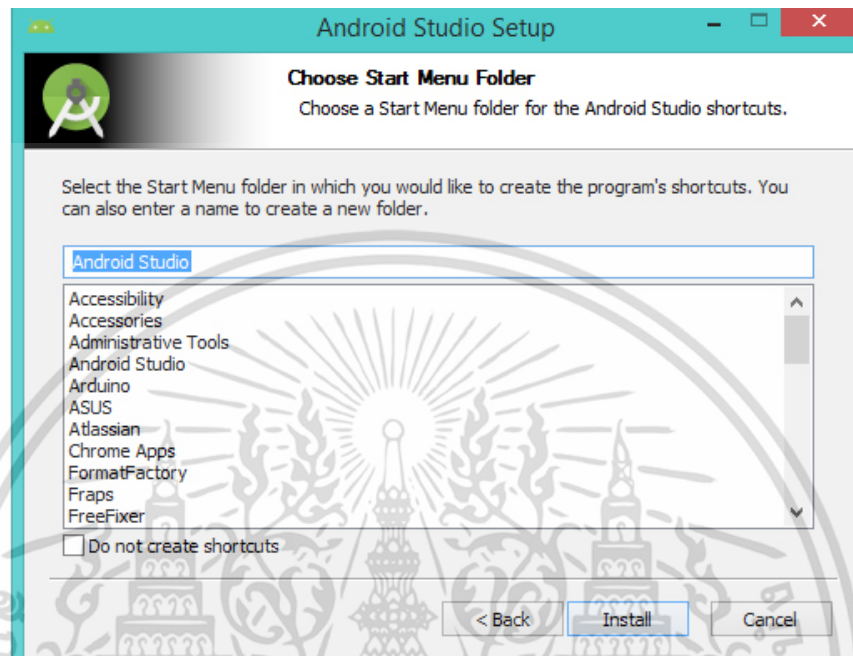 Android Studio Setup
Choose Start Menu Folder
Choose a Start Menu folder for the Android Studio shortcuts.
Select the Start Menu folder in which you would like to create the program's shortcuts. You
can also enter a name to create a new folder.
Android Studio
Accessibility
Accessories
Administrative Tools
Android Studio
Arduino
ASUS
Atlassian
Chrome Apps
FormatFactory
Fraps
FreeFixer
Do not create shortcuts
< Back
Install
Cancel